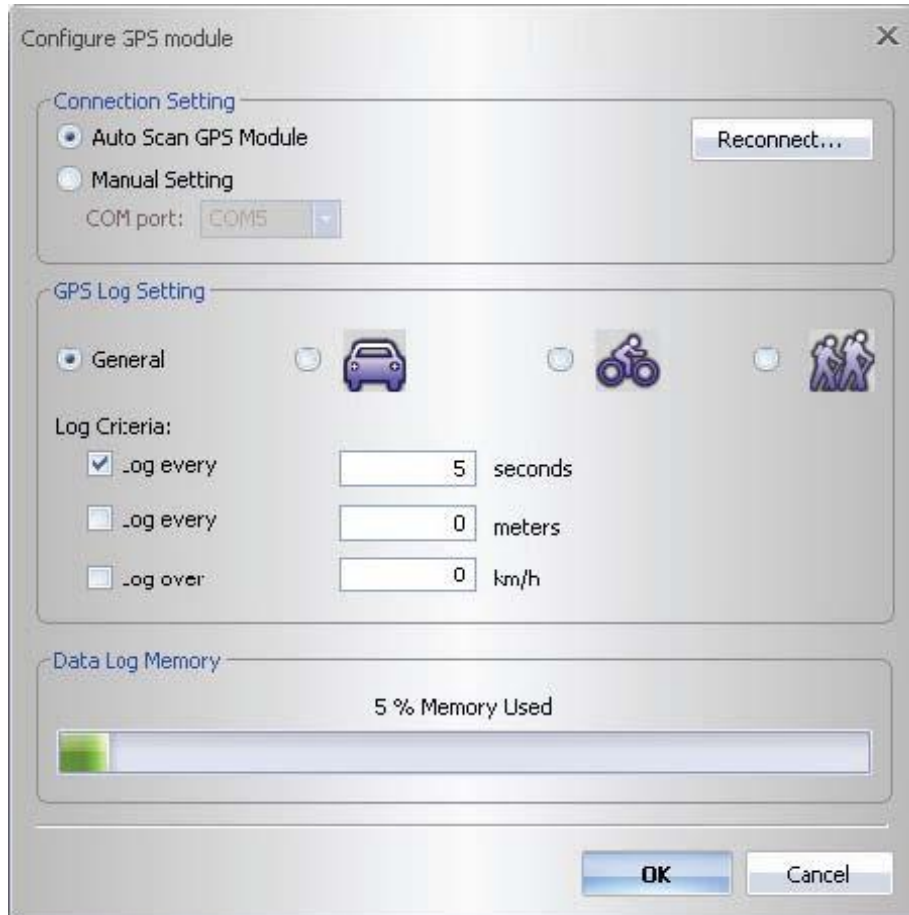 Configure GPS module
Connection Setting
Auto Scan GPS Module
Reconnect...
Manual Setting
COM port: COM5
GPS Log Setting
General
Log Criteria:
Log every 5 seconds
Log every 0 meters
Log over 0 km/h
Data Log Memory
5 % Memory Used
OK Cancel